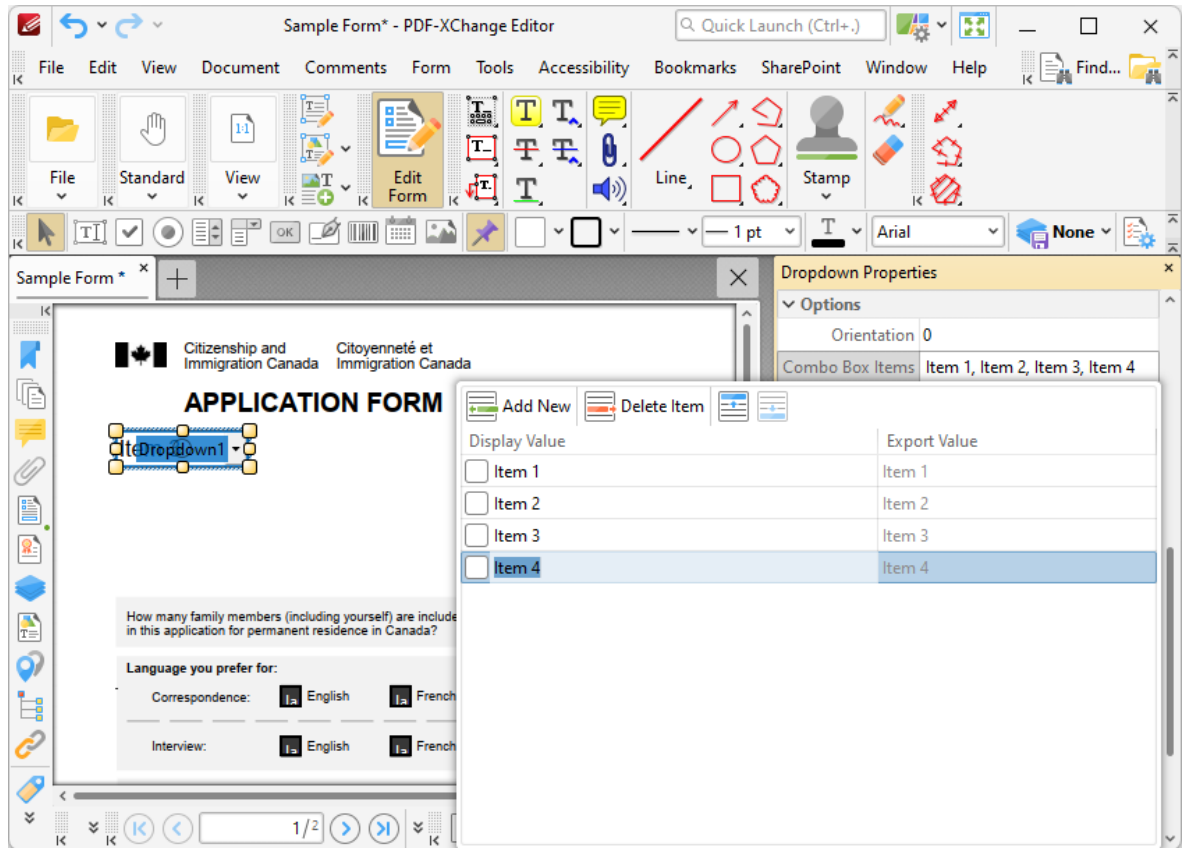 Sample Form* - PDF-XChange Editor
Quick Launch (Ctrl+.)
File Edit View Document Comments Form Tools Accessibility Bookmarks SharePoint Window Help Find...
1:1
File Standard View Edit Form Line Stamp
OK 1 pt T Arial None
Sample Form *
Dropdown Properties
Options
Orientation 0
Combo Box Items Item 1, Item 2, Item 3, Item 4
Citizenship and Citoyenneté et
Immigration Canada Immigration Canada
APPLICATION FORM
Dropdown1
Add New Delete Item
Display Value Export Value
Item 1 Item 1
Item 2 Item 2
Item 3 Item 3
Item 4 Item 4
How many family members (including yourself) are include
in this application for permanent residence in Canada?
Language you prefer for:
Correspondence: English French
Interview: English French
1/2